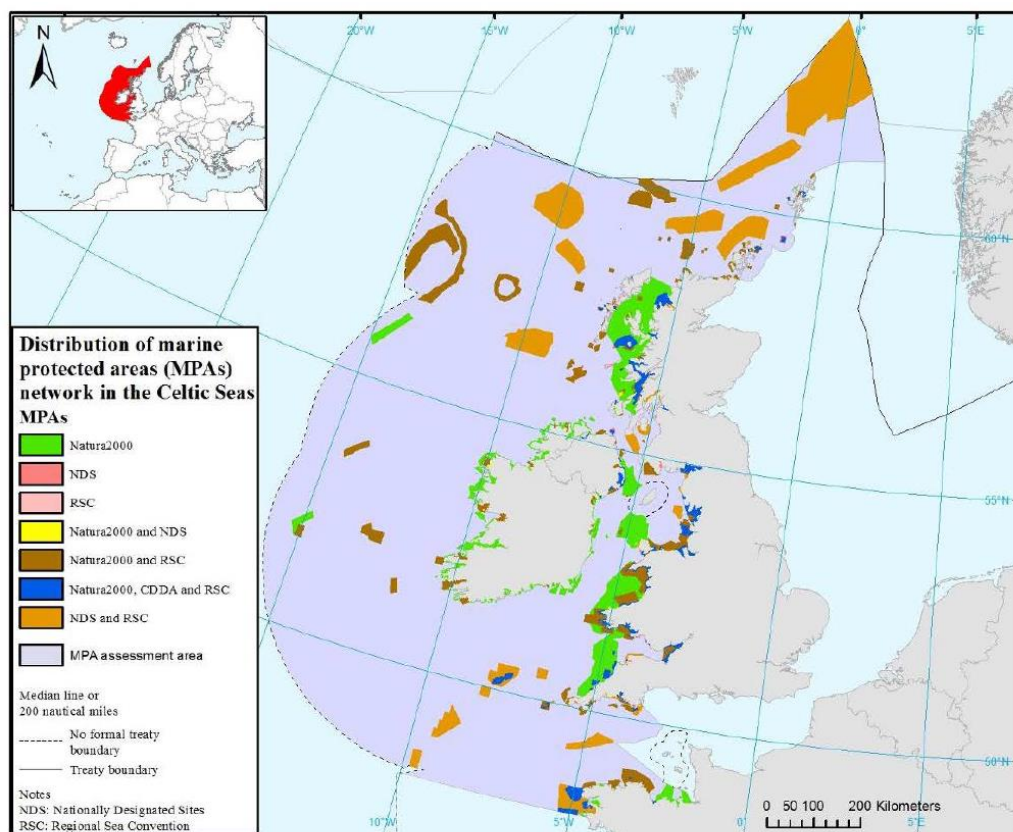 N
20°W
15°W
10°W
5°W
0°
5°E
60°N
55°N
50°N
10°W
5°W
0°
5°E
Distribution of marine
protected areas (MPAs)
network in the Celtic Seas
MPAs
Natura2000
NDS
RSC
Natura2000 and NDS
Natura2000 and RSC
Natura2000, CDDA and RSC
NDS and RSC
MPA assessment area
Median line or
200 nautical miles
No formal treaty
boundary
Treaty boundary
Notes
NDS: Nationally Designated Sites
RSC: Regional Sea Convention
0 50 100 200 Kilometers